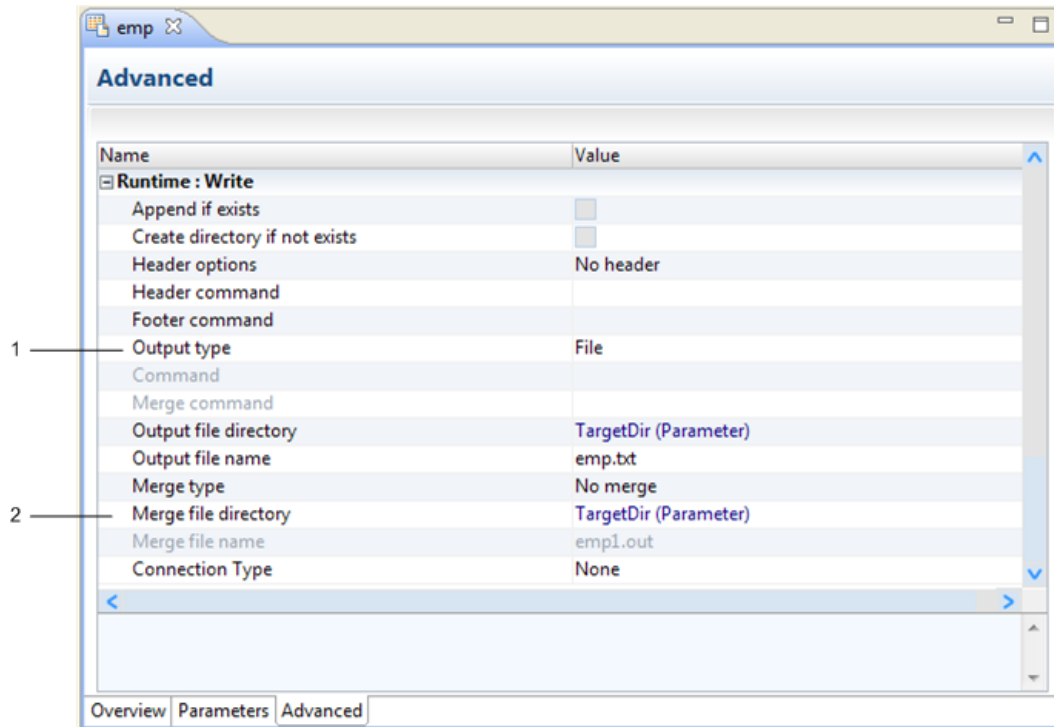 emp
Advanced
Name Value
Runtime : Write
Append if exists
Create directory if not exists
Header options No header
Header command
Footer command
1 Output type File
Command
Merge command
Output file directory TargetDir (Parameter)
Output file name emp.txt
Merge type No merge
2 Merge file directory TargetDir (Parameter)
Merge file name emp1.out
Connection Type None
Overview Parameters Advanced